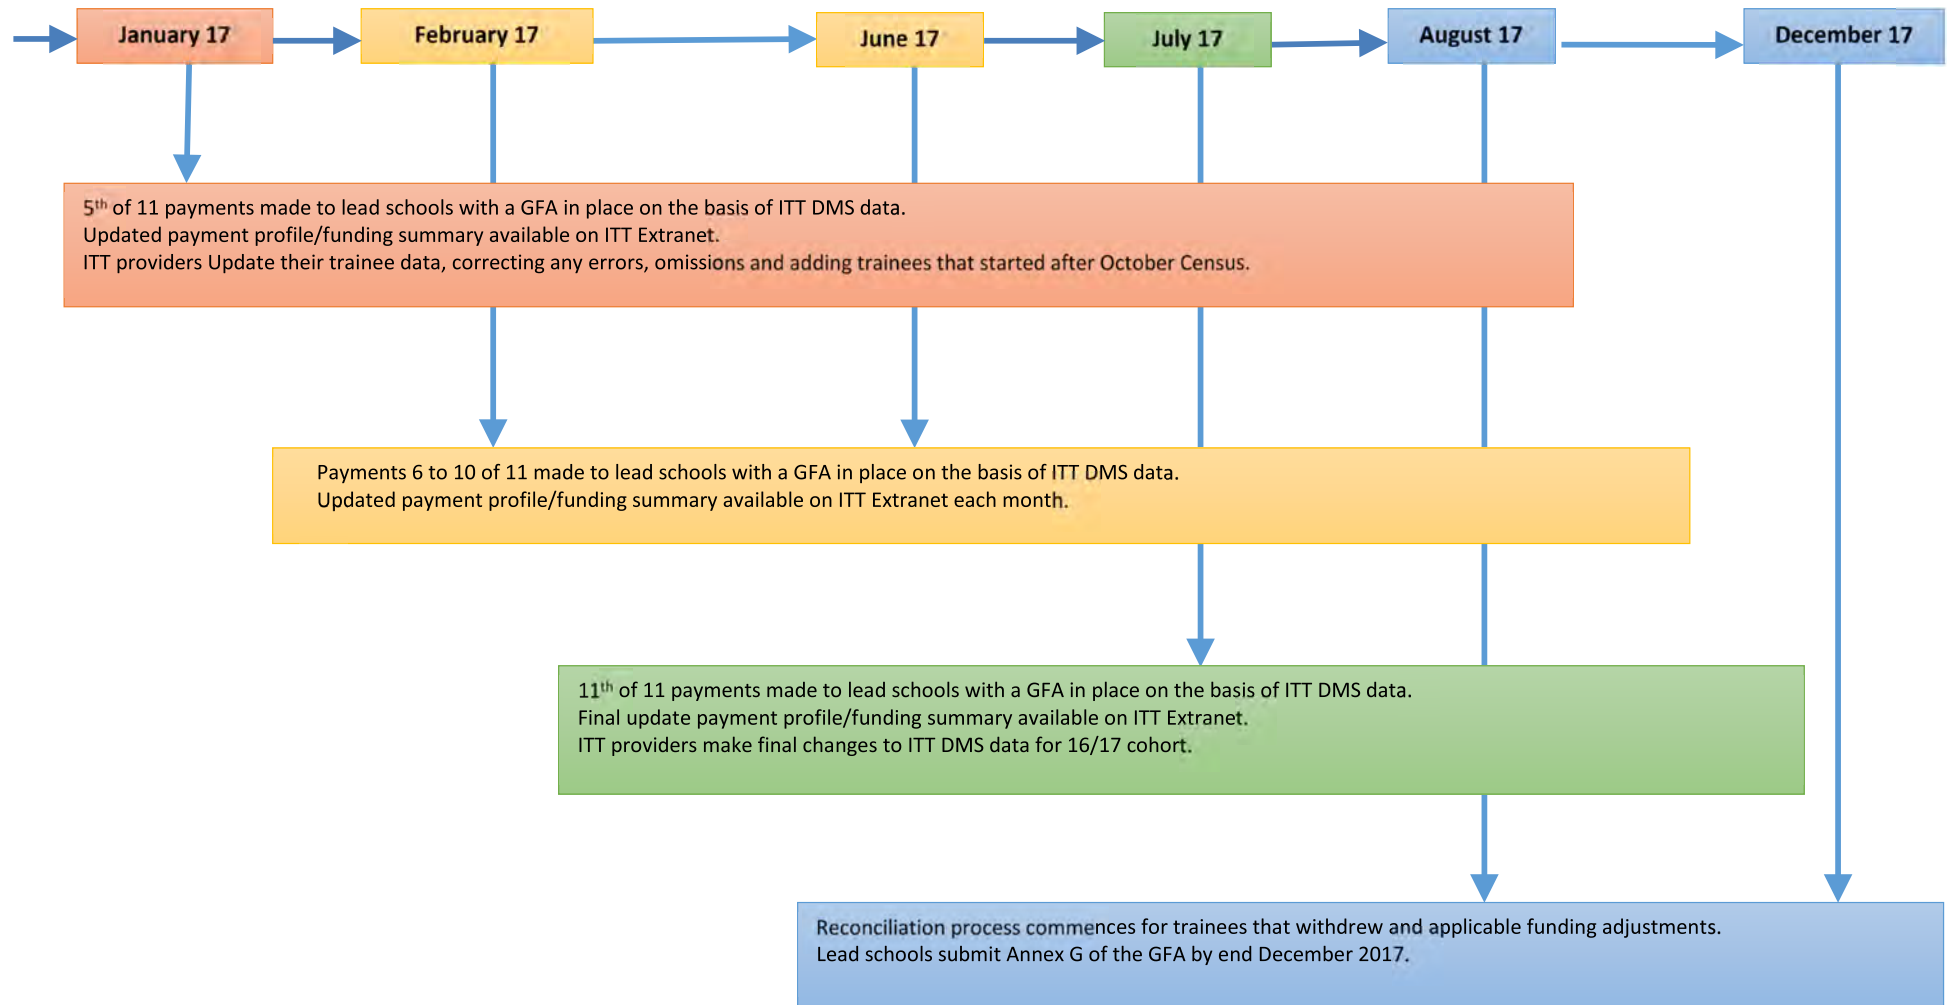 January 17
February 17
June 17
July 17
August 17
December 17
5th of 11 payments made to lead schools with a GFA in place on the basis of ITT DMS data.
Updated payment profile/funding summary available on ITT Extranet.
ITT providers Update their trainee data, correcting any errors, omissions and adding trainees that started after October Census.
Payments 6 to 10 of 11 made to lead schools with a GFA in place on the basis of ITT DMS data.
Updated payment profile/funding summary available on ITT Extranet each month.
11th of 11 payments made to lead schools with a GFA in place on the basis of ITT DMS data.
Final update payment profile/funding summary available on ITT Extranet.
ITT providers make final changes to ITT DMS data for 16/17 cohort.
Reconciliation process commences for trainees that withdrew and applicable funding adjustments.
Lead schools submit Annex G of the GFA by end December 2017.